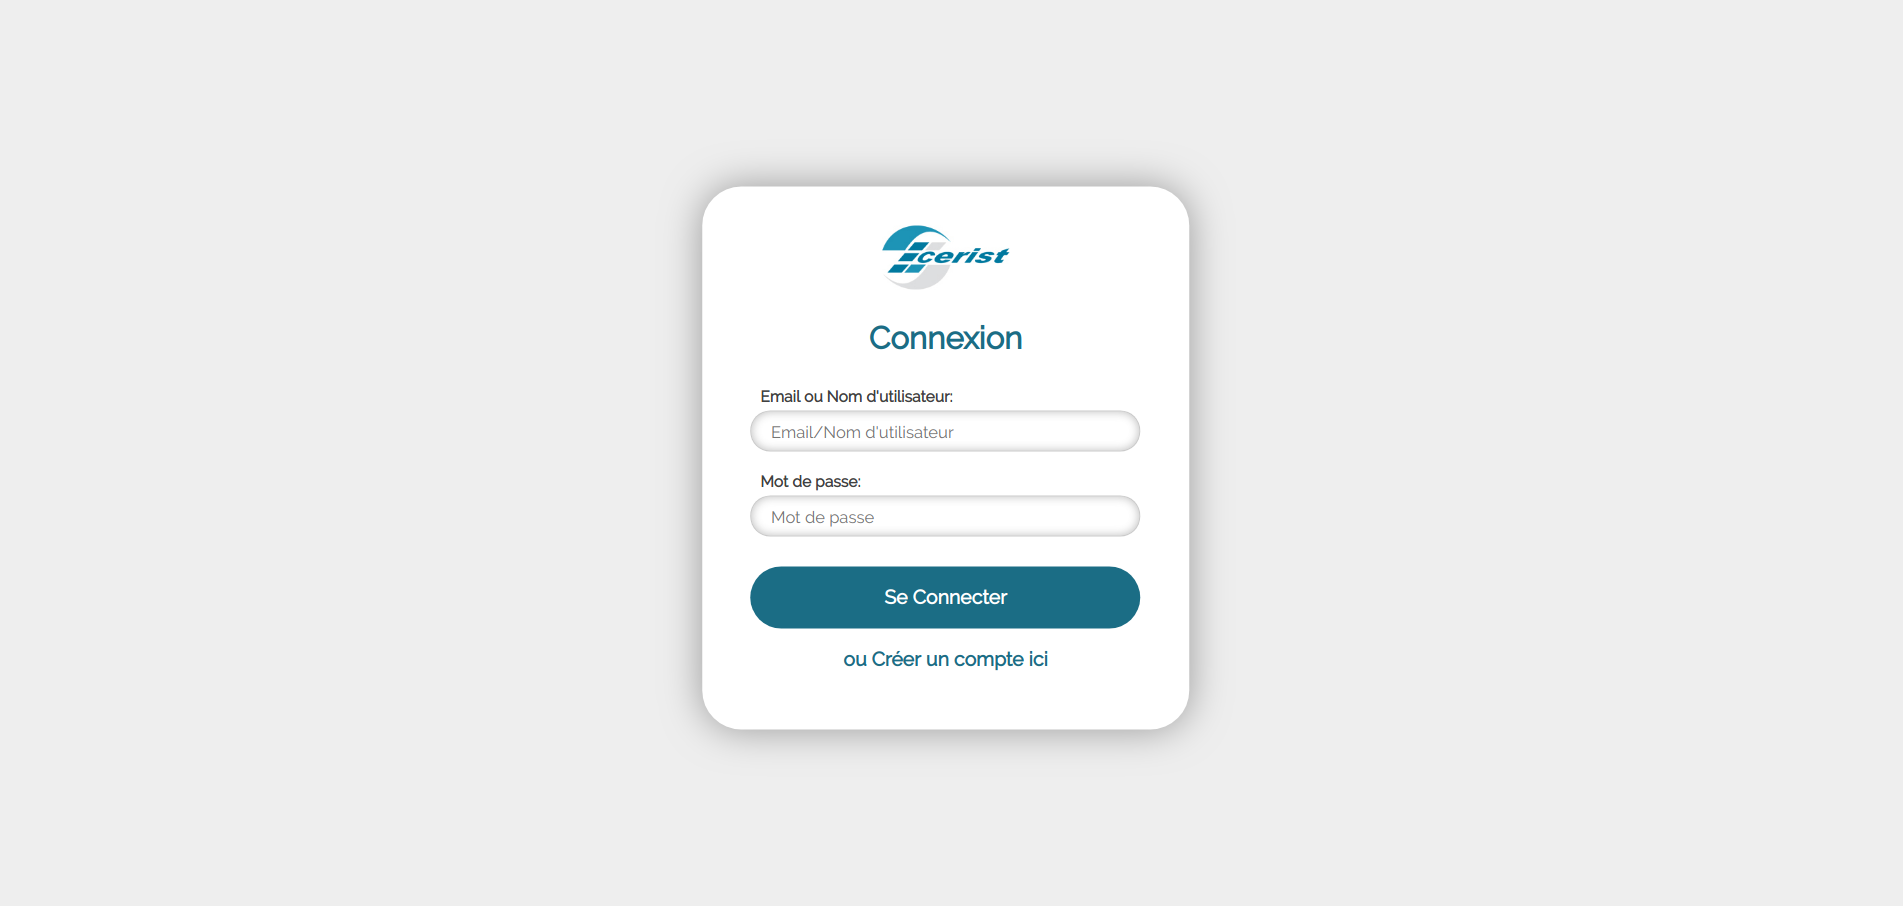 cerist
Connexion
Email ou Nom d'utilisateur:
Email/Nom d'utilisateur
Mot de passe:
Mot de passe
Se Connecter
ou Créer un compte ici